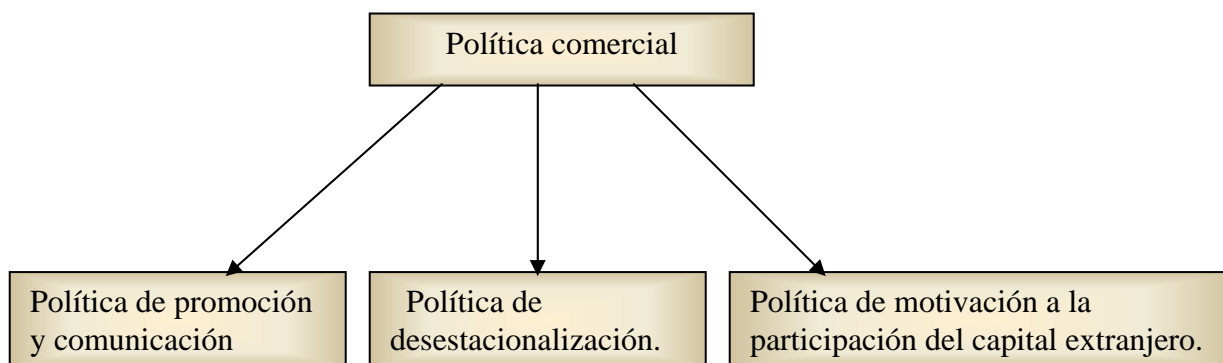 Política comercial
Política de promoción
y comunicación
Política de
desestacionalización.
Política de motivación a la
participación del capital extranjero.